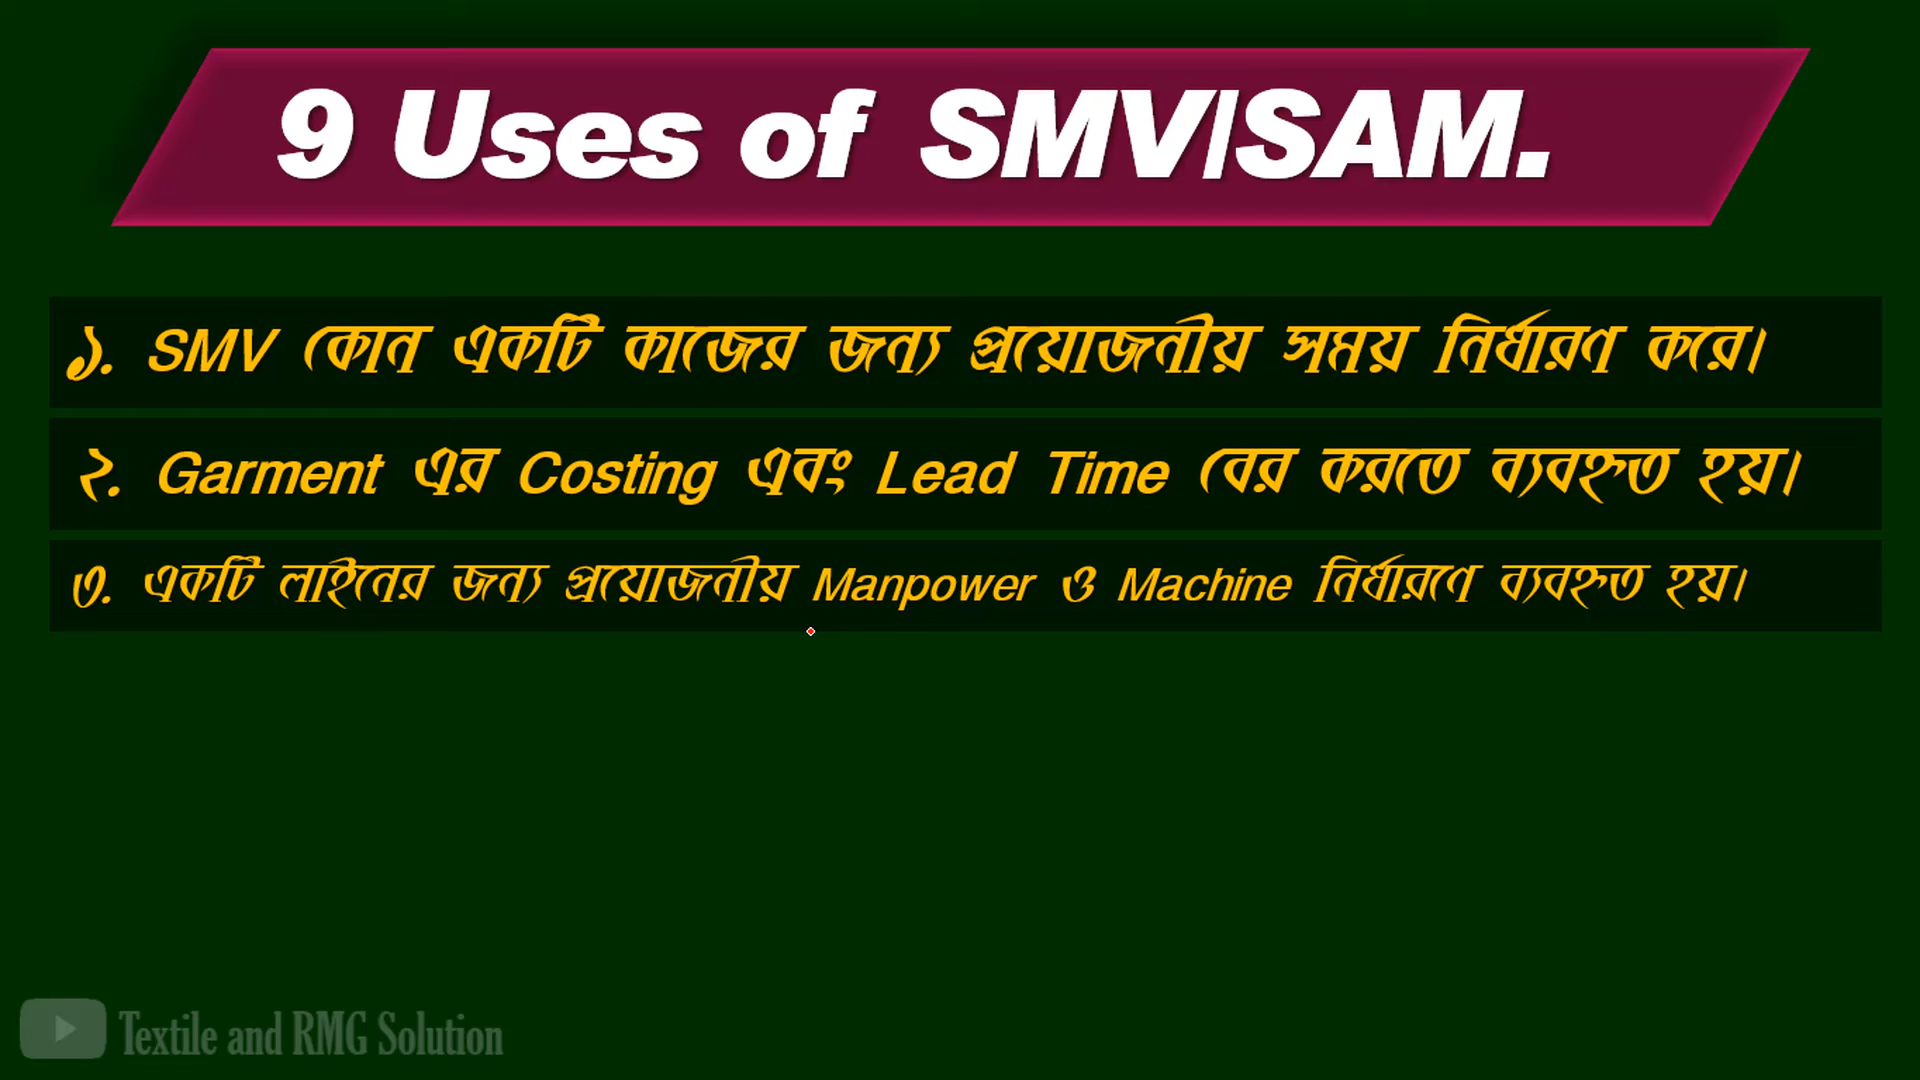 9 Uses of SMV/SAM.
১. SMV কোন একটি কাজের জন্য প্রয়োজনীয় সময় নির্ধারণ করে।
২. Garment এর Costing এবং Lead Time বের করতে ব্যবহৃত হয়।
৩. একটি লাইনের জন্য প্রয়োজনীয় Manpower ও Machine নির্ধারণে ব্যবহৃত হয়।
Textile and RMG Solution